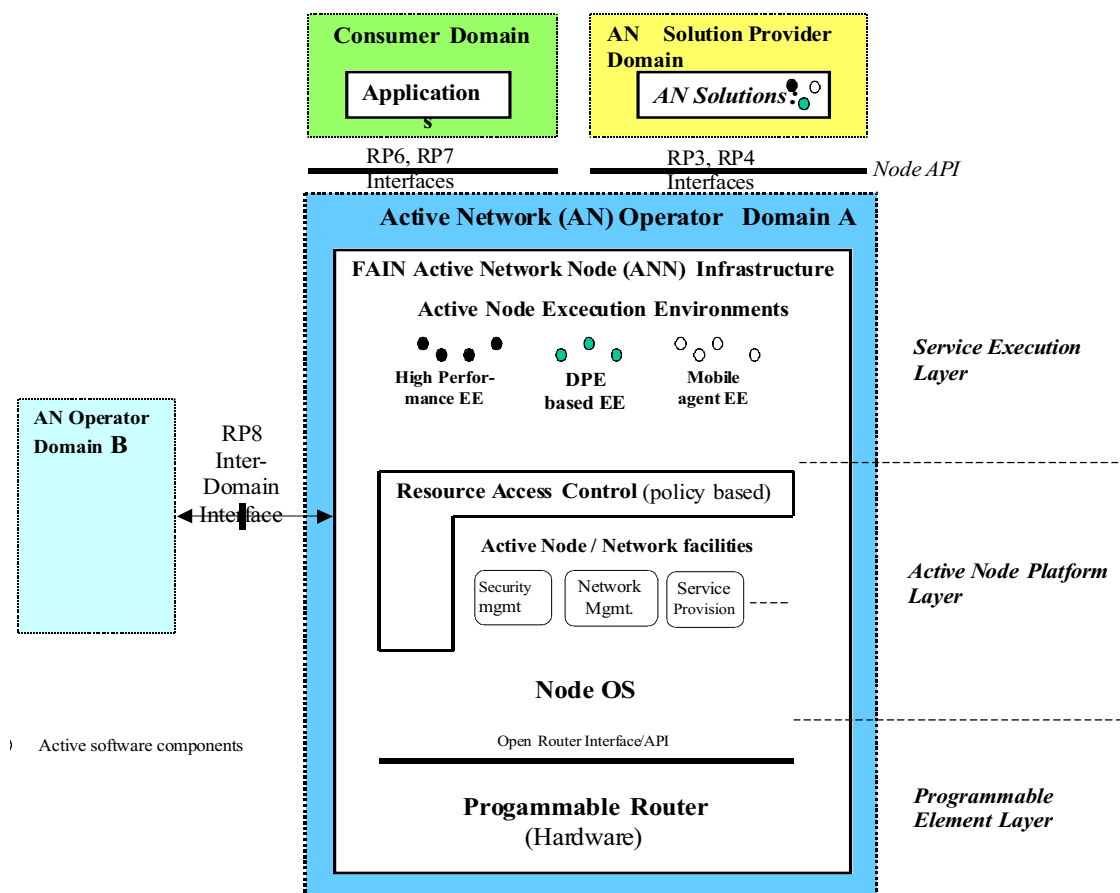 Consumer Domain
Applications
AN Solution Provider
Domain
AN Solutions:
RP6, RP7
Interfaces
RP3, RP4
Interfaces
Node API
Active Network (AN) Operator Domain A
FAIN Active Network Node (ANN) Infrastructure
Active Node Excecution Environments
High Perfor-
mance EE
DPE
based EE
Mobile
agent EE
Service Execution
Layer
AN Operator
Domain B
RP8
Inter-
Domain
Interface
Resource Access Control (policy based)
Active Node / Network facilities
Security
mgmt
Network
Mgmt.
Service
Provision
Active Node Platform
Layer
Node OS
Active software components
Open Router Interface/API
Progammable Router
(Hardware)
Programmable
Element Layer